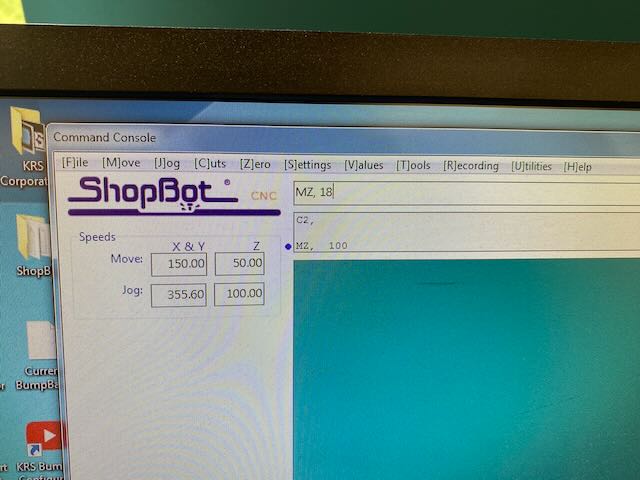 KRS
Corporat
ShopB
Curren
BumpBa
KRS Bum
Command Console
[F]ile [M]ove [J]og [C]uts [Z]ero [S]ettings [V]alues [T]ools [R]ecording [U]tilities [H]elp
ShopBot® CNC
MZ, 18
C2,
MZ, 100
Speeds
X & Y Z
Move: 150.00 50.00
Jog: 355.60 100.00